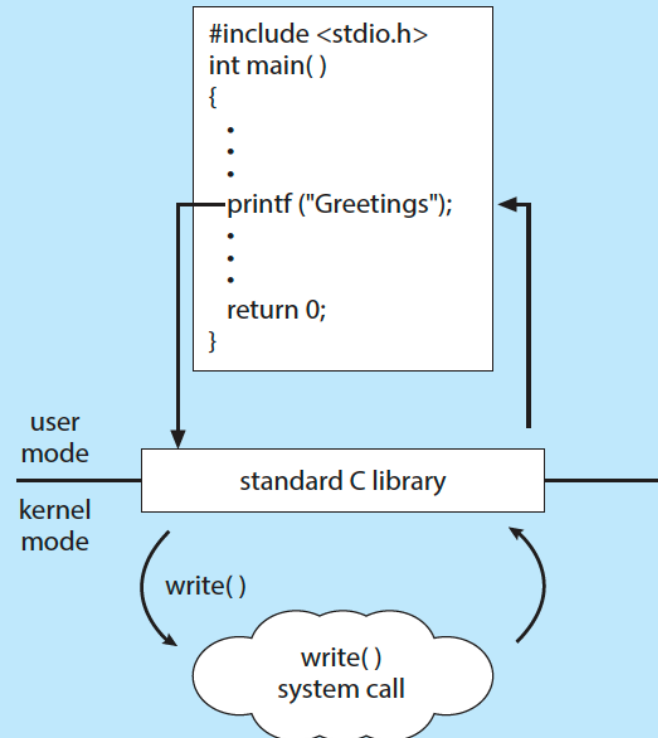 #include <stdio.h>
int main( )
{
•
•
•
printf ("Greetings");
•
•
•
return 0;
}
user
mode
standard C library
kernel
mode
write( )
write( )
system call